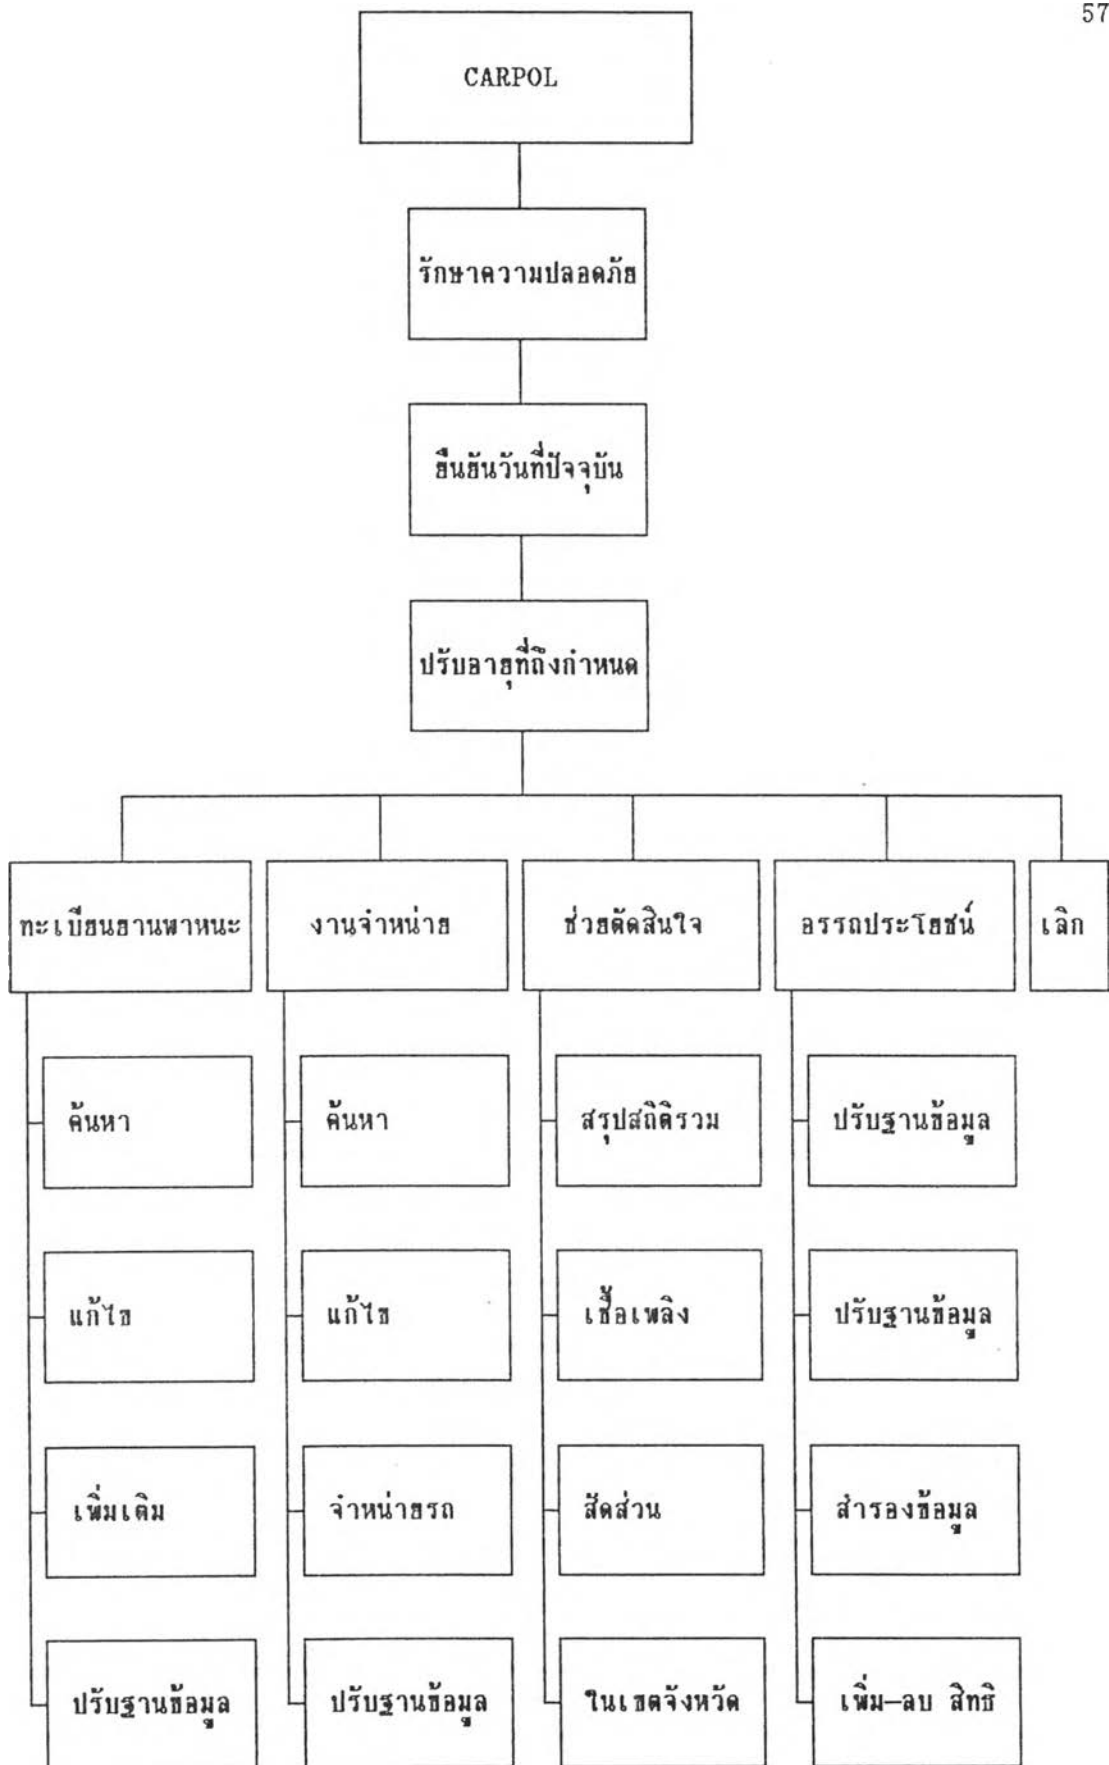 57
CARPOL
รักษาความปลอดภัย
ยืนยันวันที่ปัจจุบัน
ปรับอายุที่ถึงกำหนด
ทะเบียนยานพาหนะ
งานจำหน่าย
ช่วยตัดสินใจ
อรรถประโยชน์
เลิก
ค้นหา
ค้นหา
สรุปสถิติรวม
ปรับฐานข้อมูล
แก้ไข
แก้ไข
เชื้อเพลิง
ปรับฐานข้อมูล
เพิ่มเติม
จำหน่ายรถ
สัดส่วน
สำรองข้อมูล
ปรับฐานข้อมูล
ปรับฐานข้อมูล
ในเขตจังหวัด
เพิ่ม-ลบ สิทธิ